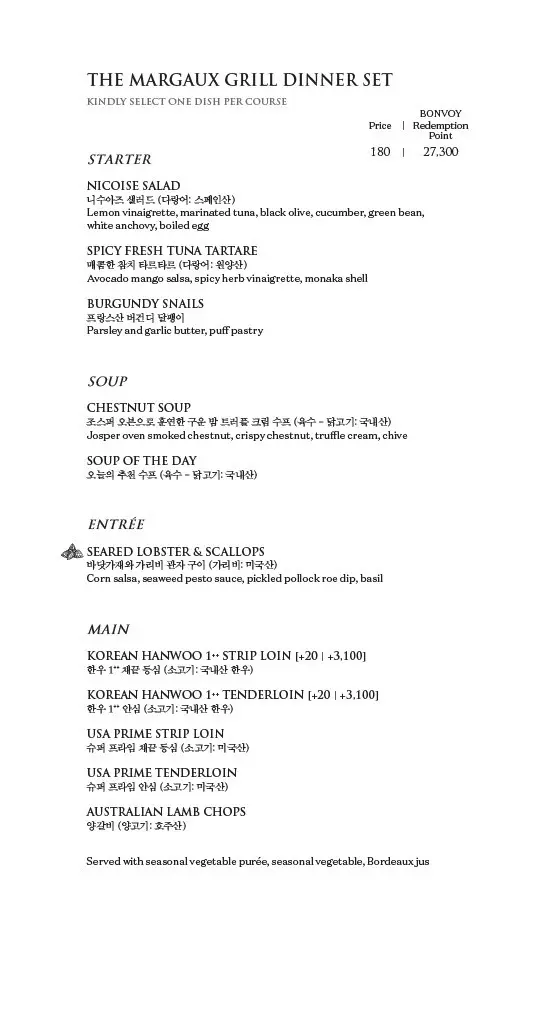 THE MARGAUX GRILL DINNER SET
KINDLY SELECT ONE DISH PER COURSE
BONVOY
Price | Redemption
Point
180 | 27,300
STARTER
NICOISE SALAD
니수아즈 샐러드 (다랑어: 스페인산)
Lemon vinaigrette, marinated tuna, black olive, cucumber, green bean,
white anchovy, boiled egg
SPICY FRESH TUNA TARTARE
매콤한 참치 타르타르 (다랑어: 원양산)
Avocado mango salsa, spicy herb vinaigrette, monaka shell
BURGUNDY SNAILS
프랑스산 버건디 달팽이
Parsley and garlic butter, puff pastry
SOUP
CHESTNUT SOUP
조스퍼 오븐으로 훈연한 구운 밤 트러플 크림 수프 (육수 - 닭고기: 국내산)
Josper oven smoked chestnut, crispy chestnut, truffle cream, chive
SOUP OF THE DAY
오늘의 추천 수프 (육수 - 닭고기: 국내산)
ENTRÉE
SEARED LOBSTER & SCALLOPS
바닷가재와 가리비 관자 구이 (가리비: 미국산)
Corn salsa, seaweed pesto sauce, pickled pollock roe dip, basil
MAIN
KOREAN HANWOO 1++ STRIP LOIN [+20 | +3,100]
한우 1++ 채끝 등심 (소고기: 국내산 한우)
KOREAN HANWOO 1++ TENDERLOIN [+20 | +3,100]
한우 1++ 안심 (소고기: 국내산 한우)
USA PRIME STRIP LOIN
슈퍼 프라임 채끝 등심 (소고기: 미국산)
USA PRIME TENDERLOIN
슈퍼 프라임 안심 (소고기: 미국산)
AUSTRALIAN LAMB CHOPS
양갈비 (양고기: 호주산)
Served with seasonal vegetable purée, seasonal vegetable, Bordeaux jus